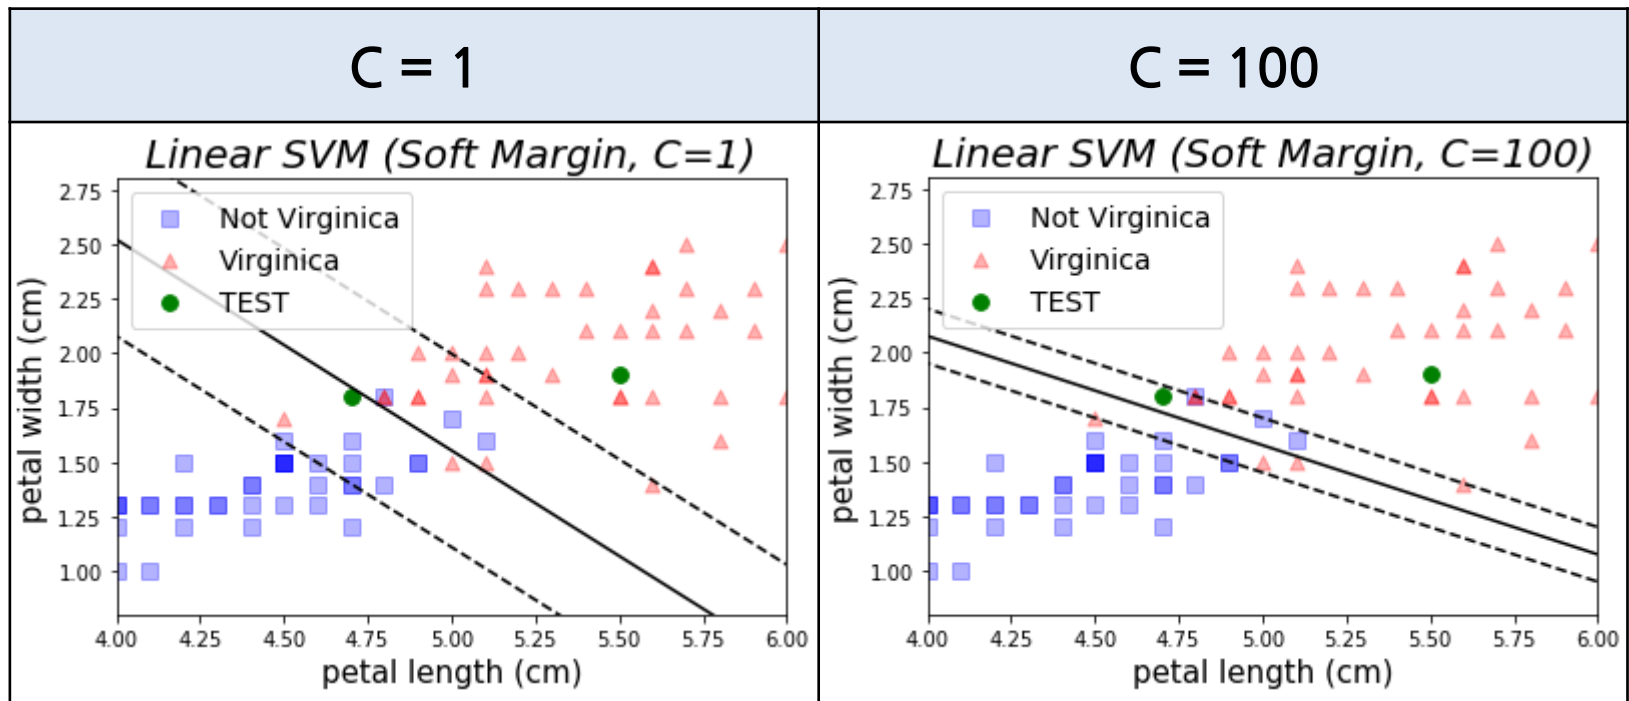 C = 1
C = 100
Linear SVM (Soft Margin, C=1)
2.75
2.50
2.25
2.00
1.75
1.50
1.25
1.00
petal width (cm)
Not Virginica
Virginica
TEST
4.00 4.25 4.50 4.75 5.00 5.25 5.50 5.75 6.00
petal length (cm)
Linear SVM (Soft Margin, C=100)
2.75
2.50
2.25
2.00
1.75
1.50
1.25
1.00
petal width (cm)
Not Virginica
Virginica
TEST
4.00 4.25 4.50 4.75 5.00 5.25 5.50 5.75 6.00
petal length (cm)